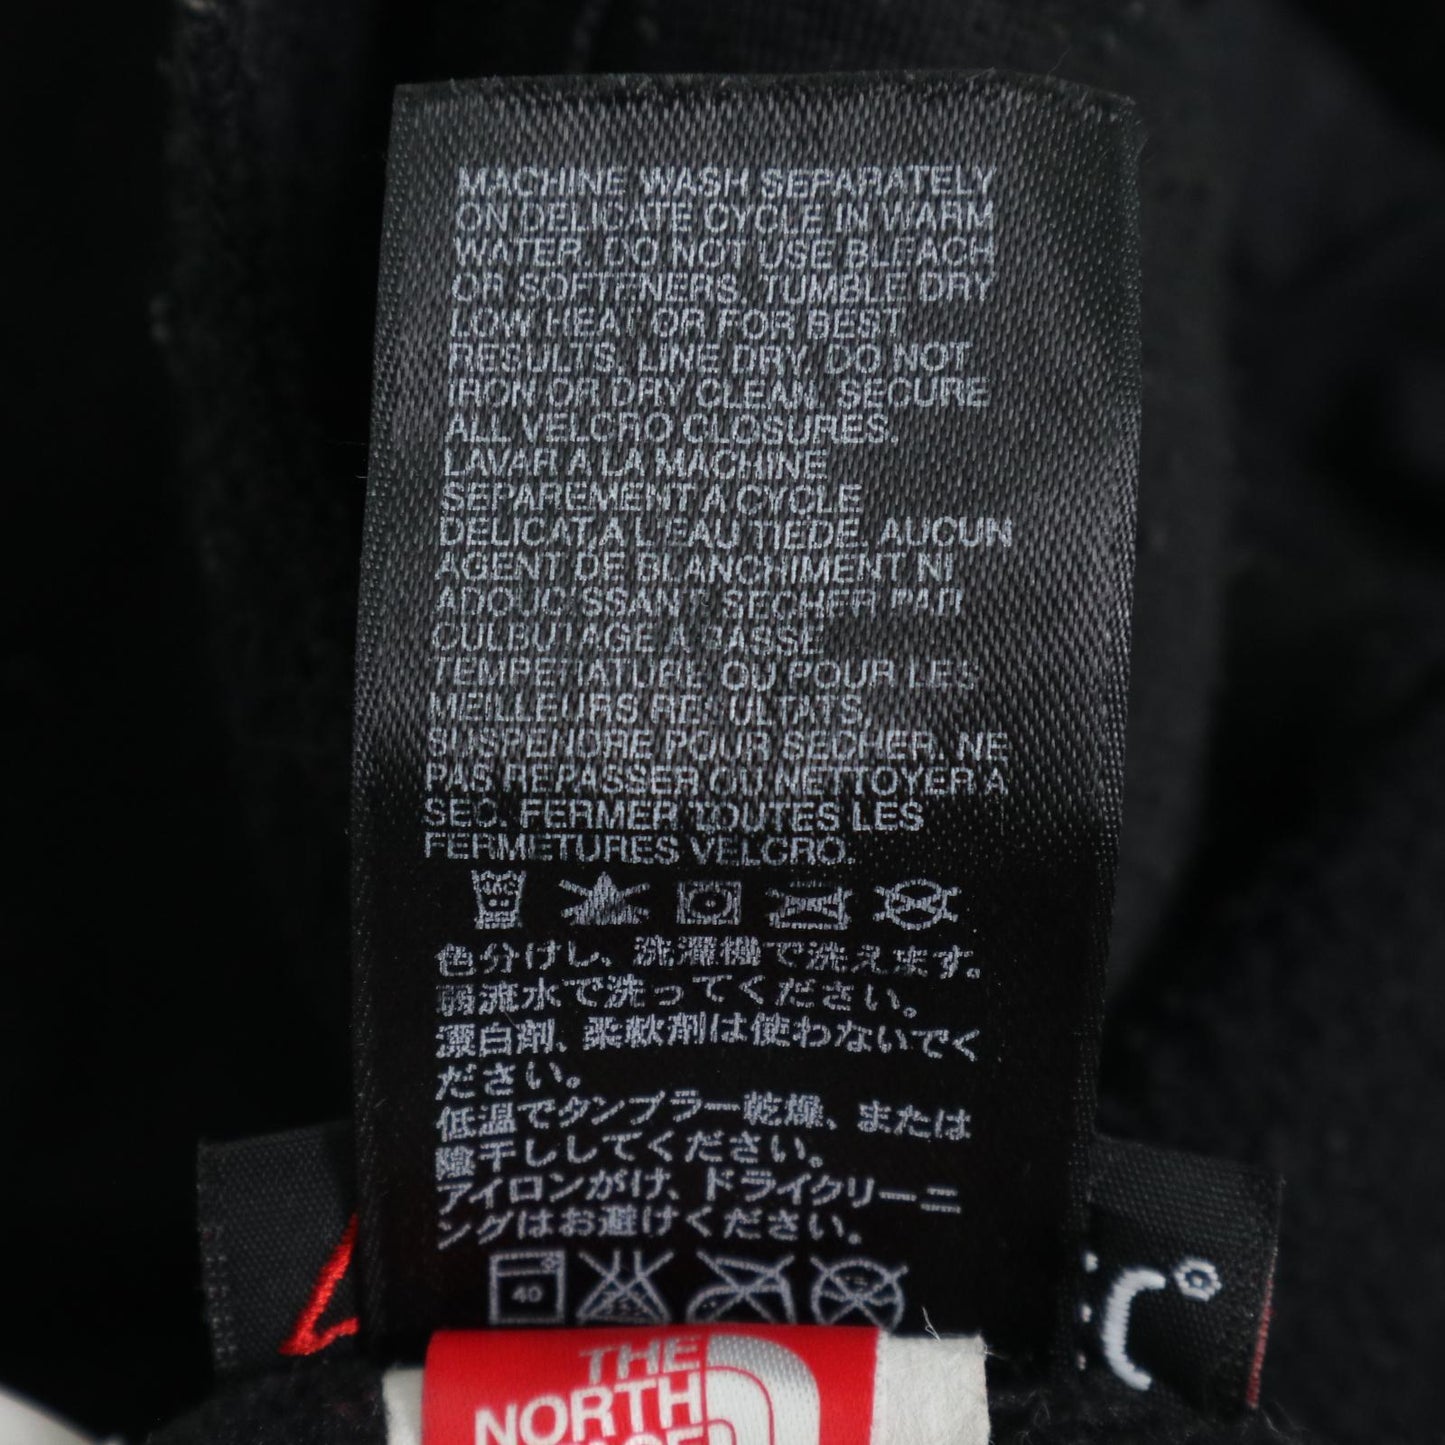 MACHINE WASH SEPARATELY
ON DELICATE CYCLE IN WARM
WATER. DO NOT USE BLEACH
OR SOFTENERS. TUMBLE DRY
LOW HEAT OR FOR BEST
RESULTS, LINE DRY. DO NOT
IRON OR DRY CLEAN. SECURE
ALL VELCRO CLOSURES.
LAVAR A LA MACHINE
SEPAREMENT A CYCLE
DELICAT, A L'EAU TIEDE. AUCUN
AGENT DE BLANCHIMENT NI
ADOUCISSANT. SECHER PAR
CULBUTAGE A BASSE
TEMPERATURE OU POUR LES
MEILLEURS RESULTATS,
SUSPENDRE POUR SECHER. NE
PAS REPASSER OU NETTOYER A
SEC. FERMER TOUTES LES
FERMETURES VELCRO.
色分けし、洗濯機で洗えます。
弱流水で洗ってください。
漂白剤、柔軟剤は使わないでく
ださい。
低温でタンブラー乾燥、または
陰干ししてください。
アイロンがけ、ドライクリーニ
ングはお避けください。
40
THE
NORTH
FACE